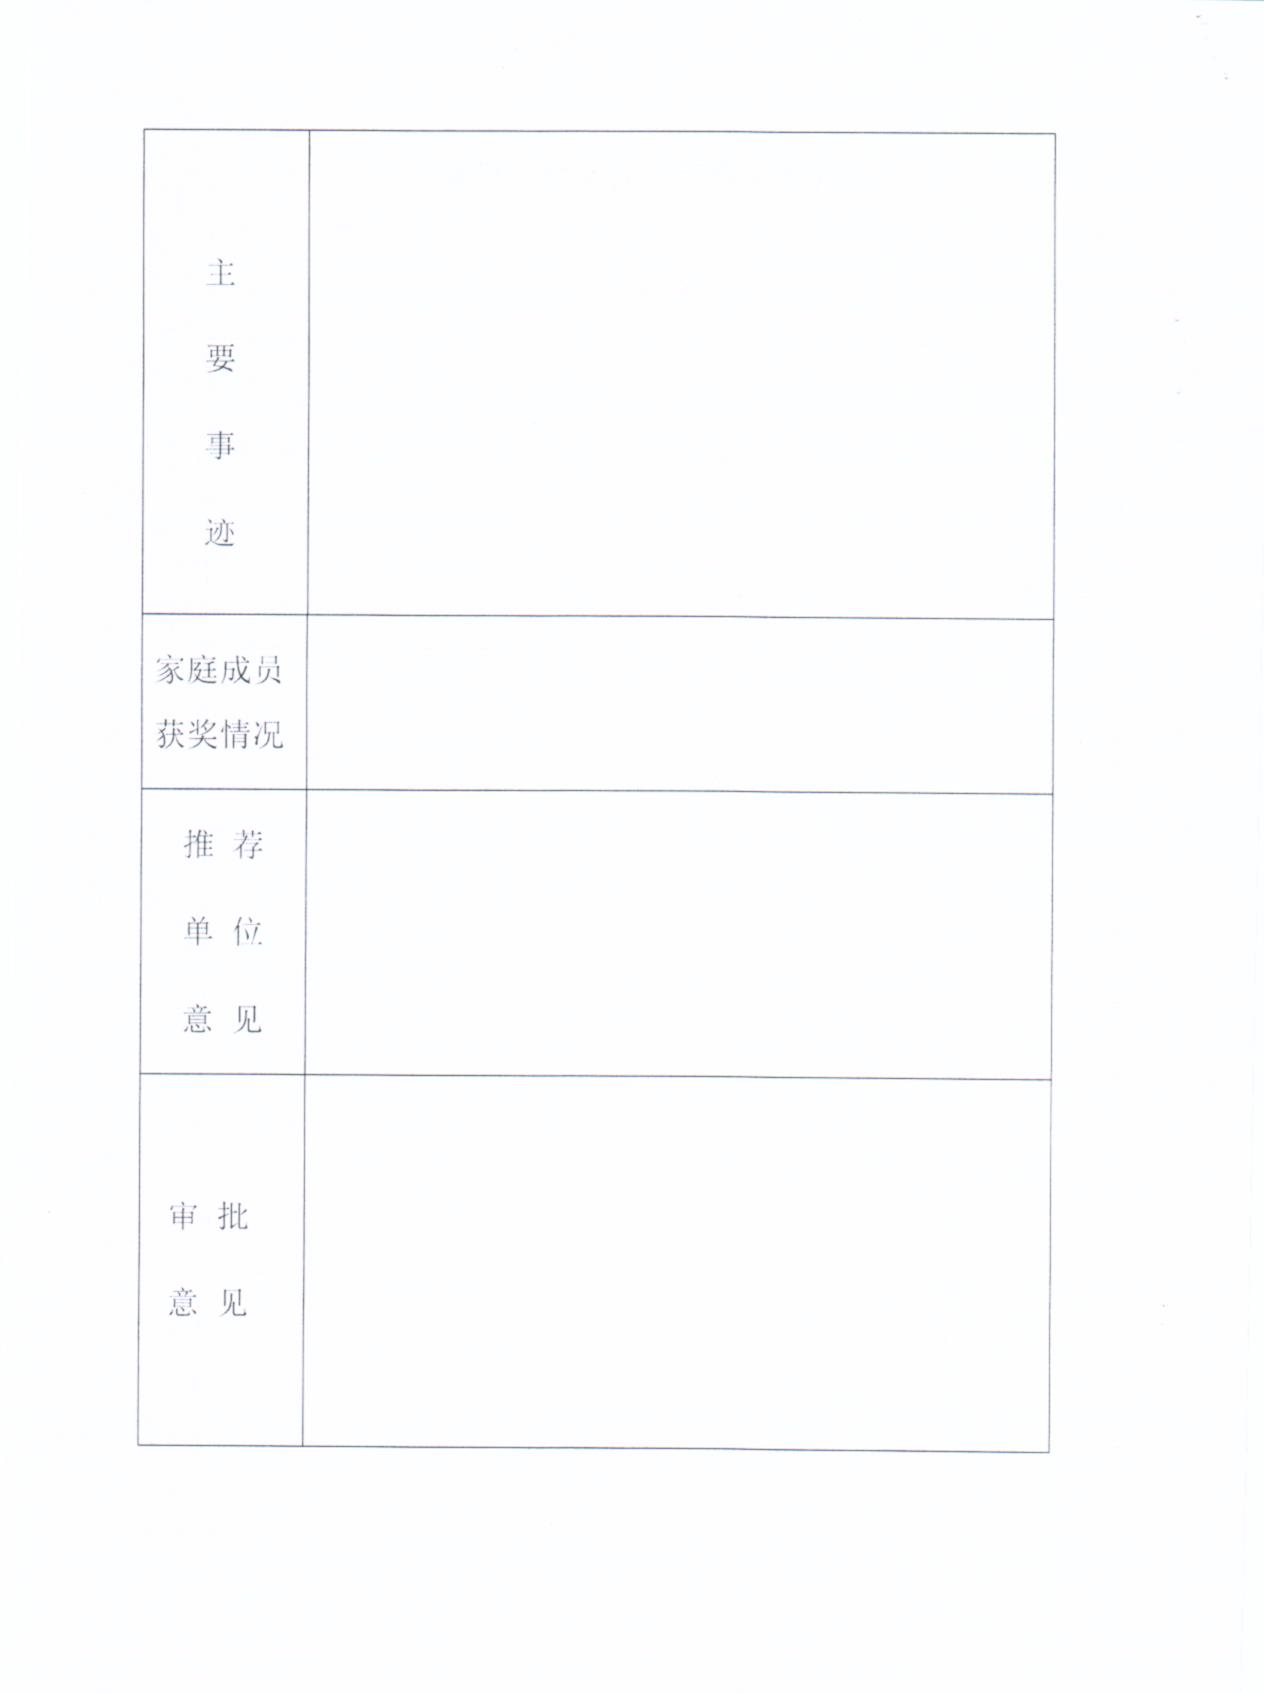 主
要
事
迹
家庭成员
获奖情况
推 荐
单 位
意 见
审 批
意 见